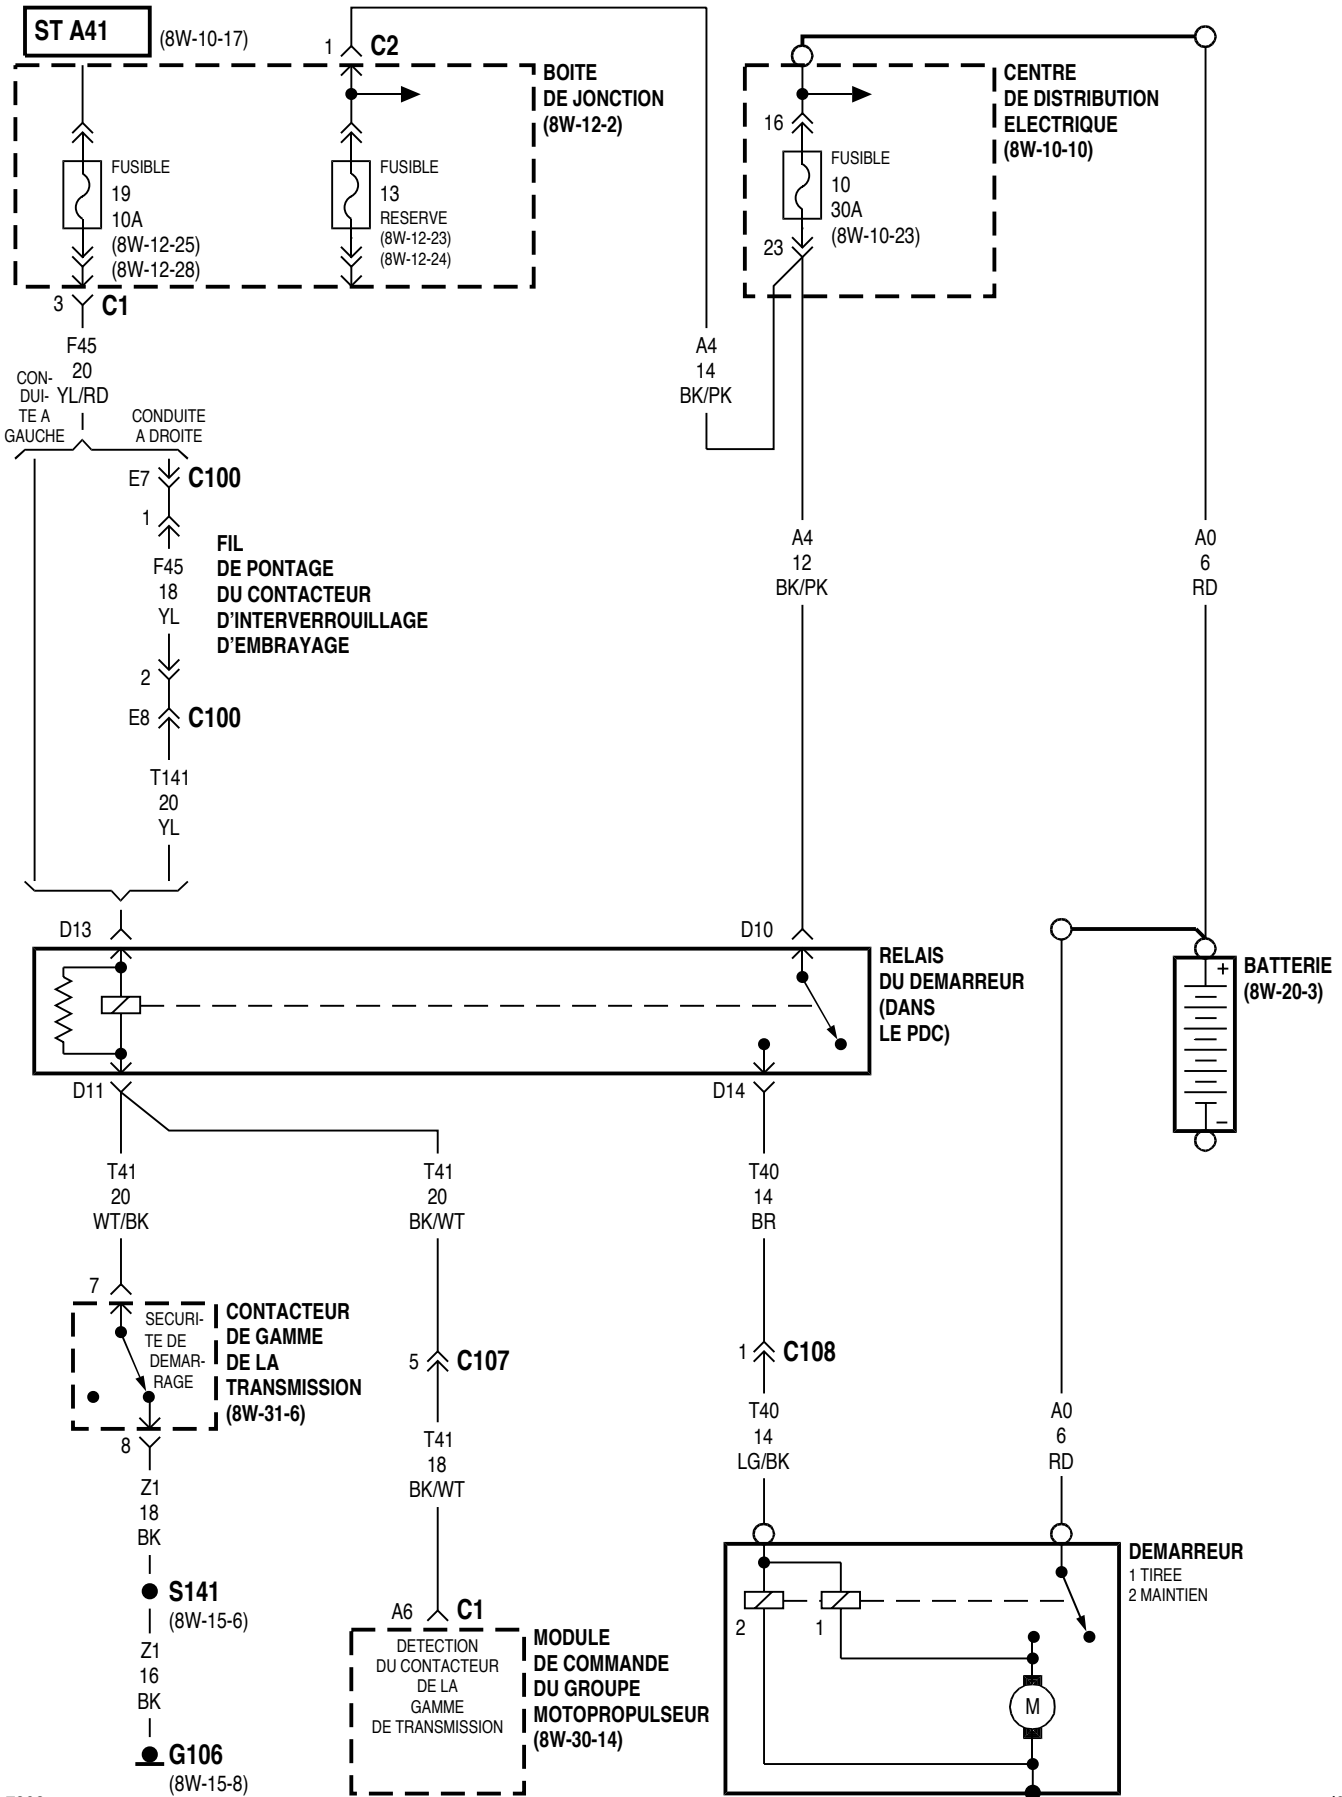 ST A41
(8W-10-17)
1
C2
BOITE
DE JONCTION
(8W-12-2)
FUSIBLE
19
10A
(8W-12-25)
(8W-12-28)
FUSIBLE
13
RESERVE
(8W-12-23)
(8W-12-24)
CENTRE
DE DISTRIBUTION
ELECTRIQUE
(8W-10-10)
16
FUSIBLE
10
30A
(8W-10-23)
23
3
C1
F45
20
YL/RD
CON-
DUI-
TE A
GAUCHE
CONDUITE
A DROITE
A4
14
BK/PK
E7
C100
1
F45
18
YL
FIL
DE PONTAGE
DU CONTACTEUR
D'INTERVERROUILLAGE
D'EMBRAYAGE
2
E8
C100
T141
20
YL
A4
12
BK/PK
A0
6
RD
D13
D10
RELAIS
DU DEMARREUR
(DANS
LE PDC)
+
BATTERIE
(8W-20-3)
−
D11
D14
T41
20
WT/BK
T41
20
BK/WT
T40
14
BR
7
SECURI-
TE DE
DEMAR-
RAGE
CONTACTEUR
DE GAMME
DE LA
TRANSMISSION
(8W-31-6)
8
5
C107
1
C108
T41
18
BK/WT
T40
14
LG/BK
A0
6
RD
Z1
18
BK
S141
(8W-15-6)
Z1
16
BK
G106
(8W-15-8)
A6
C1
DETECTION
DU CONTACTEUR
DE LA
GAMME
DE TRANSMISSION
MODULE
DE COMMANDE
DU GROUPE
MOTOPROPULSEUR
(8W-30-14)
DEMARREUR
1 TIREE
2 MAINTIEN
2
1
M